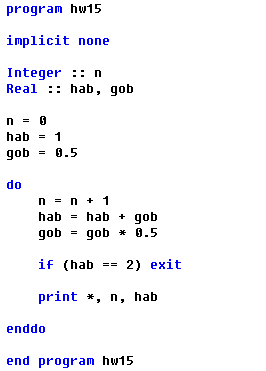 program hw15
implicit none
Integer :: n
Real :: hab, gob
n = 0
hab = 1
gob = 0.5
do
n = n + 1
hab = hab + gob
gob = gob * 0.5
if (hab == 2) exit
print *, n, hab
enddo
end program hw15